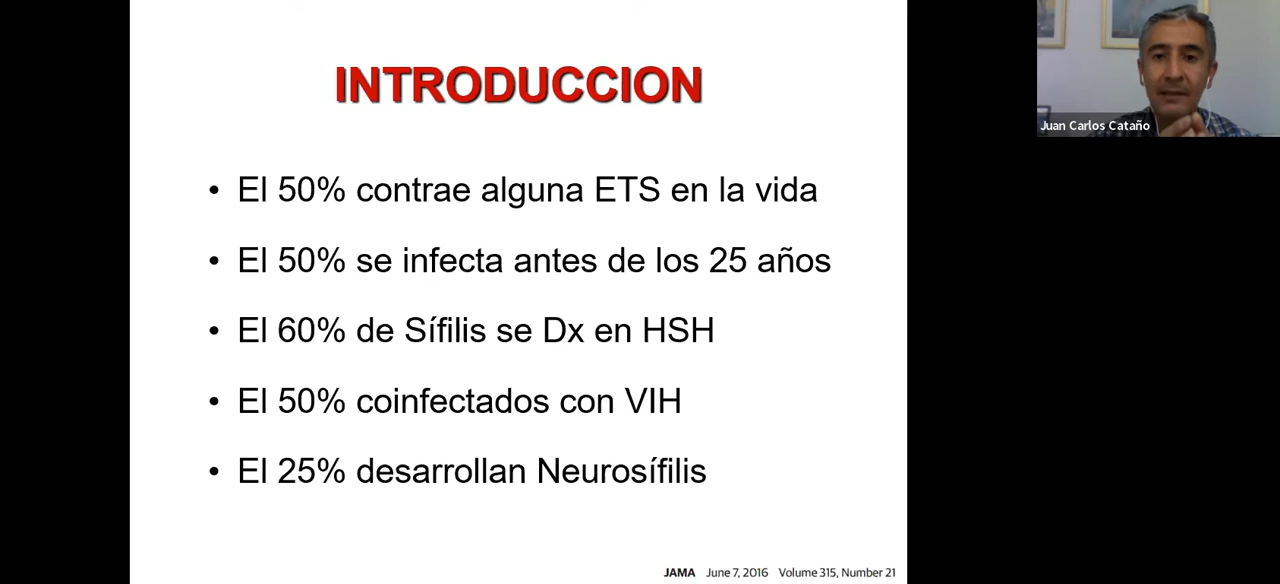 INTRODUCCION
• El 50% contrae alguna ETS en la vida
• El 50% se infecta antes de los 25 años
• El 60% de Sífilis se Dx en HSH
• El 50% coinfectados con VIH
• El 25% desarrollan Neurosífilis
JAMA June 7, 2016 Volume 315, Number 21
Juan Carlos Cataño